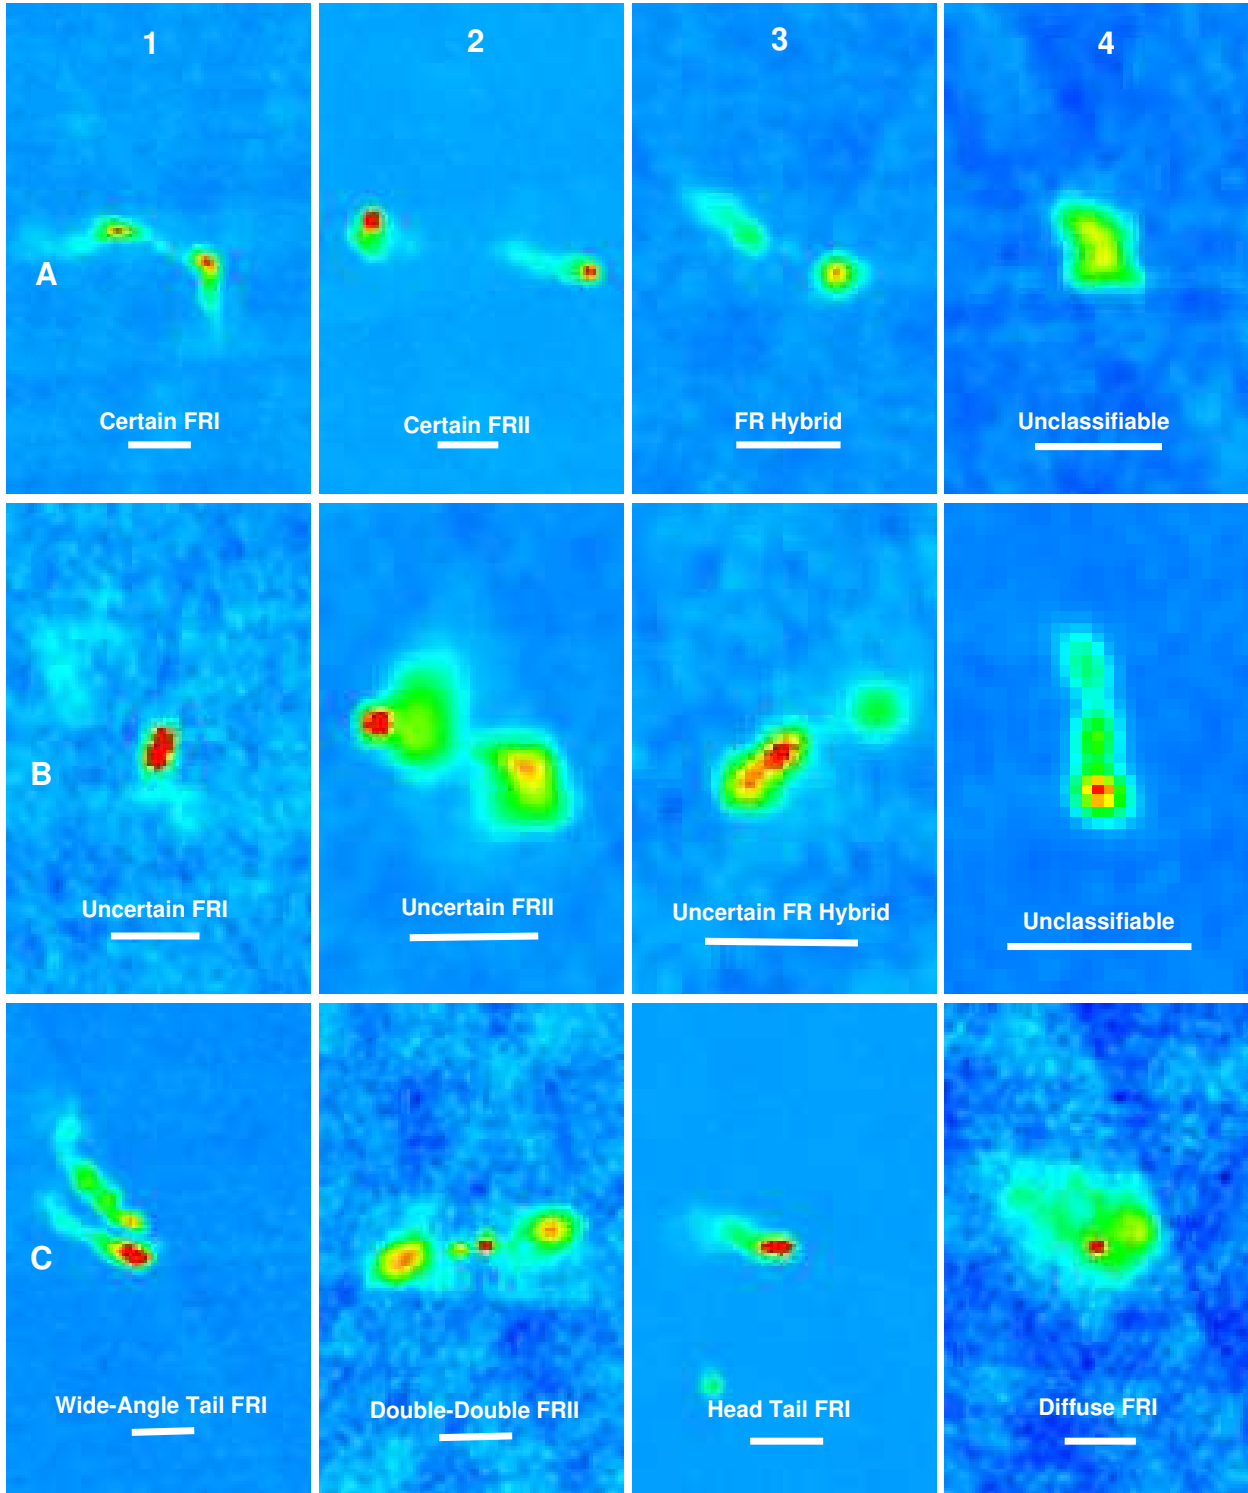 1 2 3 4
A
Certain FRI Certain FRII FR Hybrid Unclassifiable
B
Uncertain FRI Uncertain FRII Uncertain FR Hybrid Unclassifiable
C
Wide-Angle Tail FRI Double-Double FRII Head Tail FRI Diffuse FRI